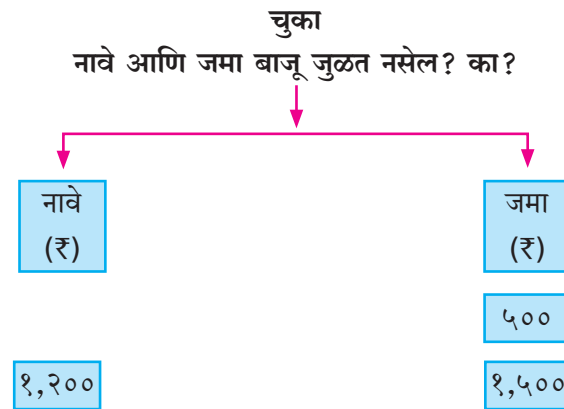 चुका
नावे आणि जमा बाजू जुळत नसेल? का?
नावे
(₹)
जमा
(₹)
५००
१,२००
१,५००